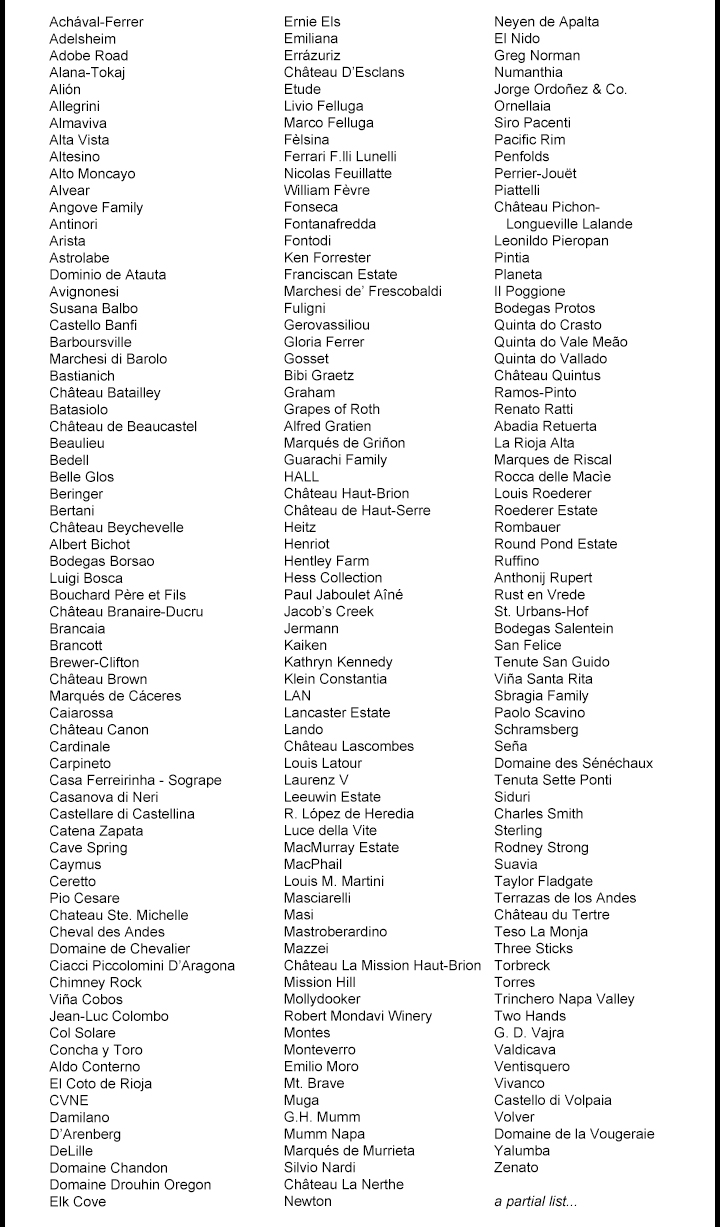 Achával-Ferrer
Adelsheim
Adobe Road
Alana-Tokaj
Alión
Allegrini
Almaviva
Alta Vista
Altesino
Alto Moncayo
Alvear
Angove Family
Antinori
Arista
Astrolabe
Dominio de Atauta
Avignonesi
Susana Balbo
Castello Banfi
Barboursville
Marchesi di Barolo
Bastianich
Château Batailley
Batasiolo
Château de Beaucastel
Beaulieu
Bedell
Belle Glos
Beringer
Bertani
Château Beychevelle
Albert Bichot
Bodegas Borsao
Luigi Bosca
Bouchard Père et Fils
Château Branaire-Ducru
Brancaia
Brancott
Brewer-Clifton
Château Brown
Marqués de Cáceres
Caiarossa
Château Canon
Cardinale
Carpineto
Casa Ferreirinha - Sogrape
Casanova di Neri
Castellare di Castellina
Catena Zapata
Cave Spring
Caymus
Ceretto
Pio Cesare
Chateau Ste. Michelle
Cheval des Andes
Domaine de Chevalier
Ciacci Piccolomini D'Aragona
Chimney Rock
Viña Cobos
Jean-Luc Colombo
Col Solare
Concha y Toro
Aldo Conterno
El Coto de Rioja
CVNE
Damilano
D'Arenberg
DeLille
Domaine Chandon
Domaine Drouhin Oregon
Elk Cove
Ernie Els
Emiliana
Errázuriz
Château D'Esclans
Etude
Livio Felluga
Marco Felluga
Fèlsina
Ferrari F.lli Lunelli
Nicolas Feuillatte
William Fèvre
Fonseca
Fontanafredda
Fontodi
Ken Forrester
Franciscan Estate
Marchesi de' Frescobaldi
Fuligni
Gerovassiliou
Gloria Ferrer
Gosset
Bibi Graetz
Graham
Grapes of Roth
Alfred Gratien
Marqués de Griñon
Guarachi Family
HALL
Château Haut-Brion
Château de Haut-Serre
Heitz
Henriot
Hentley Farm
Hess Collection
Paul Jaboulet Aîné
Jacob's Creek
Jermann
Kaiken
Kathryn Kennedy
Klein Constantia
LAN
Lancaster Estate
Lando
Château Lascombes
Louis Latour
Laurenz V
Leeuwin Estate
R. López de Heredia
Luce della Vite
MacMurray Estate
MacPhail
Louis M. Martini
Masciarelli
Masi
Mastroberardino
Mazzei
Château La Mission Haut-Brion
Mission Hill
Mollydooker
Robert Mondavi Winery
Montes
Monteverro
Emilio Moro
Mt. Brave
Muga
G.H. Mumm
Mumm Napa
Marqués de Murrieta
Silvio Nardi
Château La Nerthe
Newton
Neyen de Apalta
El Nido
Greg Norman
Numanthia
Jorge Ordoñez & Co.
Ornellaia
Siro Pacenti
Pacific Rim
Penfolds
Perrier-Jouët
Piattelli
Château Pichon-
Longueville Lalande
Leonildo Pieropan
Pintia
Planeta
Il Poggione
Bodegas Protos
Quinta do Crasto
Quinta do Vale Meão
Quinta do Vallado
Château Quintus
Ramos-Pinto
Renato Ratti
Abadia Retuerta
La Rioja Alta
Marques de Riscal
Rocca delle Macìe
Louis Roederer
Roederer Estate
Rombauer
Round Pond Estate
Ruffino
Anthonij Rupert
Rust en Vrede
St. Urbans-Hof
Bodegas Salentein
San Felice
Tenute San Guido
Viña Santa Rita
Sbragia Family
Paolo Scavino
Schramsberg
Seña
Domaine des Sénéchaux
Tenuta Sette Ponti
Siduri
Charles Smith
Sterling
Rodney Strong
Suavia
Taylor Fladgate
Terrazas de los Andes
Château du Tertre
Teso La Monja
Three Sticks
Torbreck
Torres
Trinchero Napa Valley
Two Hands
G. D. Vajra
Valdicava
Ventisquero
Vivanco
Castello di Volpaia
Volver
Domaine de la Vougeraie
Yalumba
Zenato
a partial list...